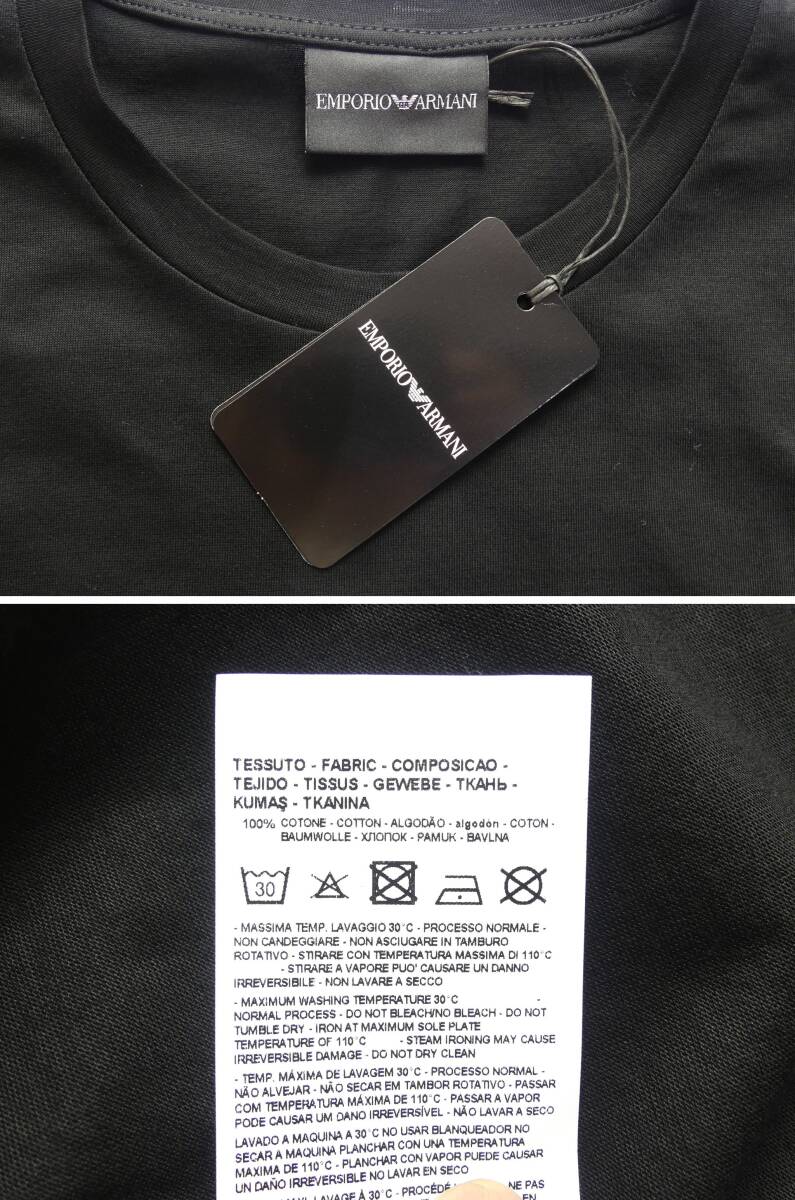 EMPORIO ARMANI
EMPORIO ARMANI
TESSUTO - FABRIC - COMPOSICAO -
TEJIDO - TISSUS - GEWEBE - ТКАНЬ -
KUMAŞ - TKANINA
100% COTONE - COTTON - ALGODÃO - algodón - COTON -
BAUMWOLLE - ХЛОПОК - PAMUK - BAVLNA
30
- MASSIMA TEMP. LAVAGGIO 30°C - PROCESSO NORMALE -
NON CANDEGGIARE - NON ASCIUGARE IN TAMBURO
ROTATIVO - STIRARE CON TEMPERATURA MASSIMA DI 110°C
- STIRARE A VAPORE PUO' CAUSARE UN DANNO
IRREVERSIBILE - NON LAVARE A SECCO
- MAXIMUM WASHING TEMPERATURE 30°C -
NORMAL PROCESS - DO NOT BLEACH/NO BLEACH - DO NOT
TUMBLE DRY - IRON AT MAXIMUM SOLE PLATE
TEMPERATURE OF 110°C - STEAM IRONING MAY CAUSE
IRREVERSIBLE DAMAGE - DO NOT DRY CLEAN
- TEMP. MÁXIMA DE LAVAGEM 30°C - PROCESSO NORMAL -
NÃO ALVEJAR - NÃO SECAR EM TAMBOR ROTATIVO - PASSAR
COM TEMPERATURA MÁXIMA DE 110°C - PASSAR A VAPOR
PODE CAUSAR UM DANO IRREVERSÍVEL - NÃO LAVAR A SECO
LAVADO A MAQUINA A 30°C NO USAR BLANQUEADOR NO
SECAR A MAQUINA PLANCHAR CON UNA TEMPERATURA
MAXIMA DE 110°C - PLANCHAR CON VAPOR PUEDE CAUSAR
UN DAÑO IRREVERSIBLE NO LAVAR EN SECO
LAVAGE À 30°C - PROCÉDÉ NE PAS
EN